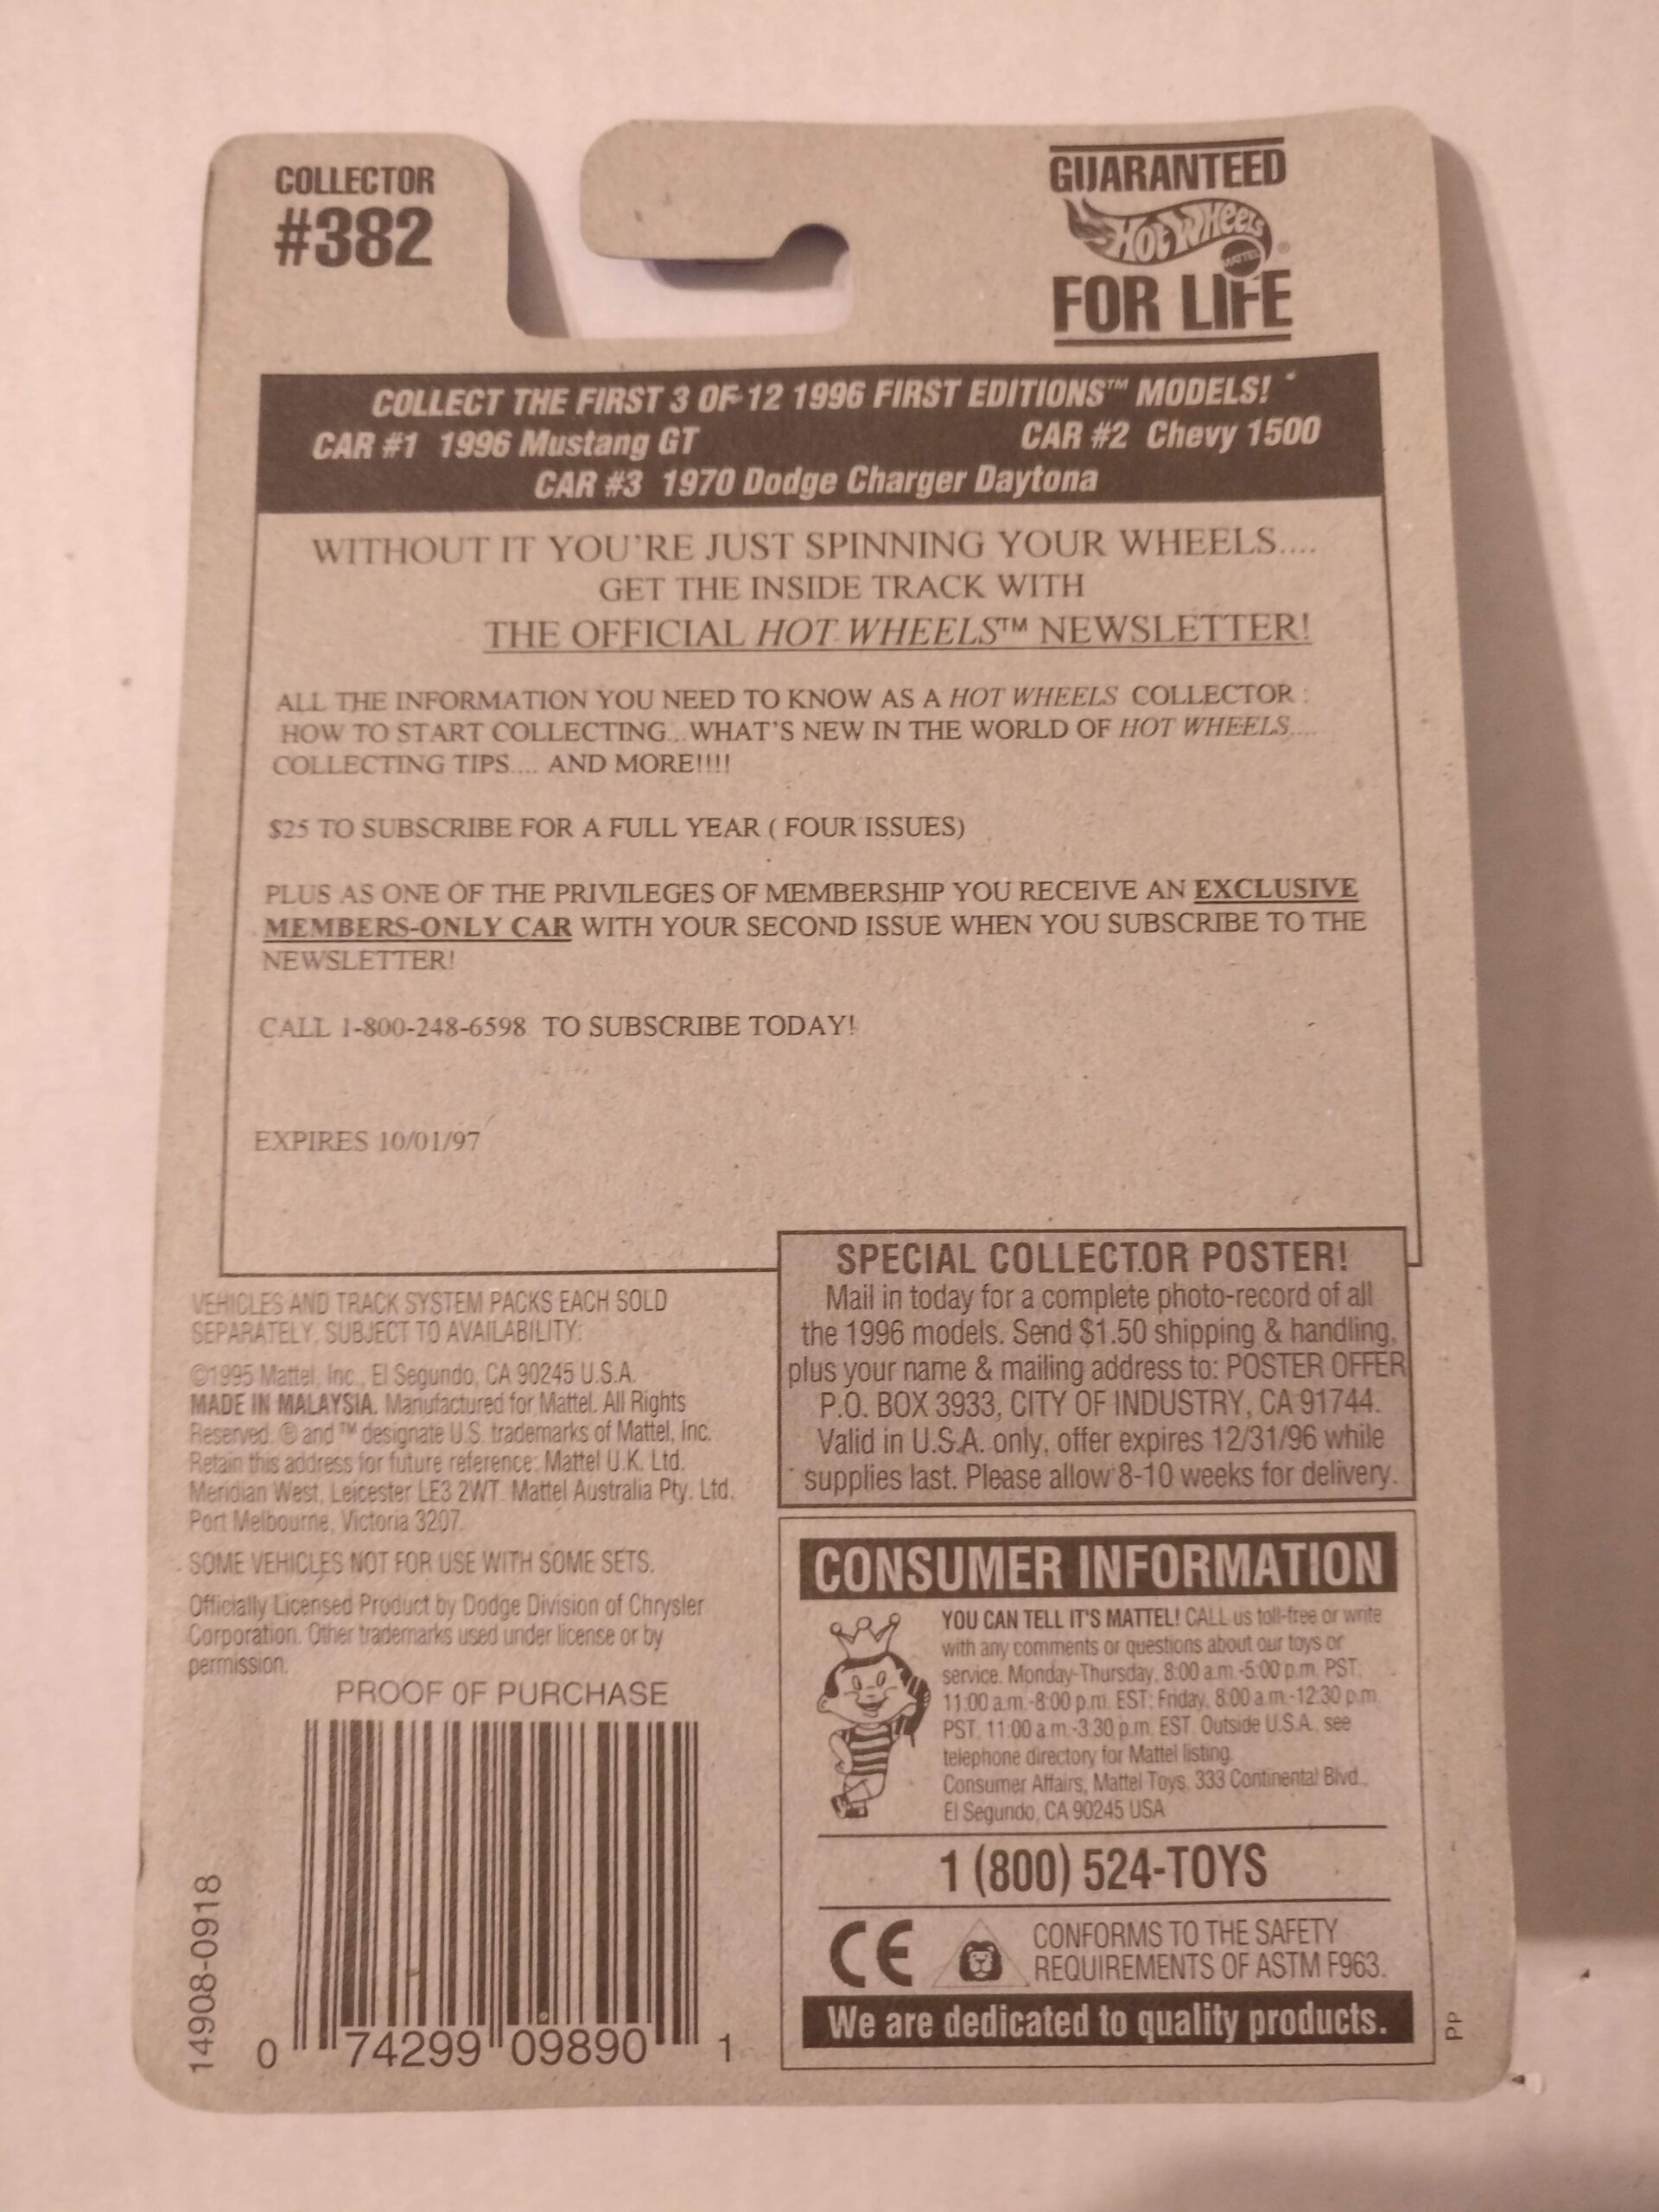 COLLECTOR
#382
GUARANTEED
Hot Wheels
MATTEL
®
FOR LIFE
COLLECT THE FIRST 3 OF 12 1996 FIRST EDITIONS™ MODELS!
CAR #1 1996 Mustang GT CAR #2 Chevy 1500
CAR #3 1970 Dodge Charger Daytona
WITHOUT IT YOU'RE JUST SPINNING YOUR WHEELS....
GET THE INSIDE TRACK WITH
THE OFFICIAL HOT WHEELS™ NEWSLETTER!
ALL THE INFORMATION YOU NEED TO KNOW AS A HOT WHEELS COLLECTOR :
HOW TO START COLLECTING...WHAT'S NEW IN THE WORLD OF HOT WHEELS....
COLLECTING TIPS.... AND MORE!!!!
$25 TO SUBSCRIBE FOR A FULL YEAR ( FOUR ISSUES)
PLUS AS ONE OF THE PRIVILEGES OF MEMBERSHIP YOU RECEIVE AN EXCLUSIVE
MEMBERS-ONLY CAR WITH YOUR SECOND ISSUE WHEN YOU SUBSCRIBE TO THE
NEWSLETTER!
CALL 1-800-248-6598 TO SUBSCRIBE TODAY!
EXPIRES 10/01/97
VEHICLES AND TRACK SYSTEM PACKS EACH SOLD
SEPARATELY. SUBJECT TO AVAILABILITY.
©1995 Mattel, Inc., El Segundo, CA 90245 U.S.A.
MADE IN MALAYSIA. Manufactured for Mattel. All Rights
Reserved. ® and ™ designate U.S. trademarks of Mattel, Inc.
Retain this address for future reference: Mattel U.K. Ltd.
Meridian West, Leicester LE3 2WT. Mattel Australia Pty. Ltd.
Port Melbourne, Victoria 3207.
SOME VEHICLES NOT FOR USE WITH SOME SETS.
Officially Licensed Product by Dodge Division of Chrysler
Corporation. Other trademarks used under license or by
permission.
PROOF OF PURCHASE
14908-0918
0 74299 09890 1
SPECIAL COLLECTOR POSTER!
Mail in today for a complete photo-record of all
the 1996 models. Send $1.50 shipping & handling,
plus your name & mailing address to: POSTER OFFER
P.O. BOX 3933, CITY OF INDUSTRY, CA 91744.
Valid in U.S.A. only, offer expires 12/31/96 while
supplies last. Please allow 8-10 weeks for delivery.
CONSUMER INFORMATION
YOU CAN TELL IT'S MATTEL! CALL us toll-free or write
with any comments or questions about our toys or
service. Monday-Thursday, 8:00 a.m.-5:00 p.m. PST;
11:00 a.m.-8:00 p.m. EST; Friday, 8:00 a.m.-12:30 p.m.
PST, 11:00 a.m.-3:30 p.m. EST. Outside U.S.A., see
telephone directory for Mattel listing.
Consumer Affairs, Mattel Toys, 333 Continental Blvd.,
El Segundo, CA 90245 USA
1 (800) 524-TOYS
CE
CONFORMS TO THE SAFETY
REQUIREMENTS OF ASTM F963.
We are dedicated to quality products.
PP